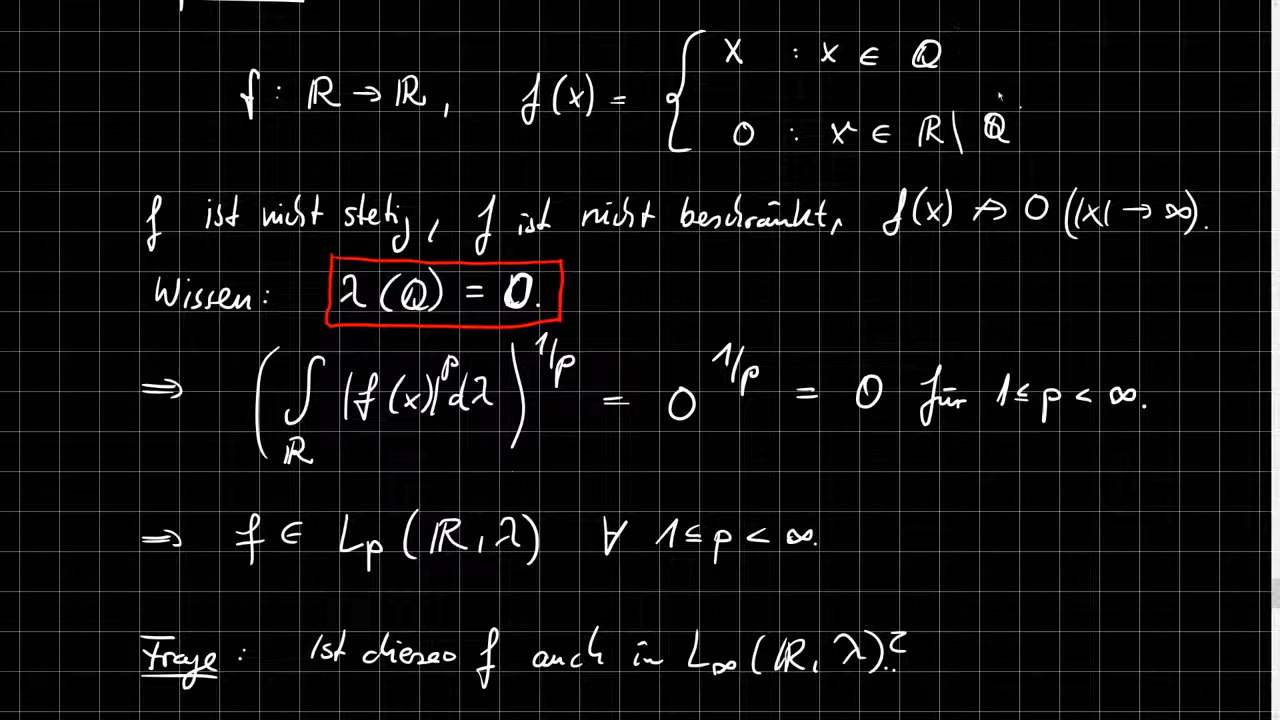 f : ℝ → ℝ, f(x) = { x : x ∈ ℚ
0 : x ∈ ℝ \ ℚ
f ist nicht stetig, f ist nicht beschränkt, f(x) ↛ 0 (|x| → ∞).
Wissen: λ(ℚ) = 0.
⇒ ( ∫_ℝ |f(x)|^p dλ )^{1/p} = 0^{1/p} = 0 für 1 ≤ p < ∞.
⇒ f ∈ L_p (ℝ, λ) ∀ 1 ≤ p < ∞.
Frage: Ist dieses f auch in L_∞ (ℝ, λ)?